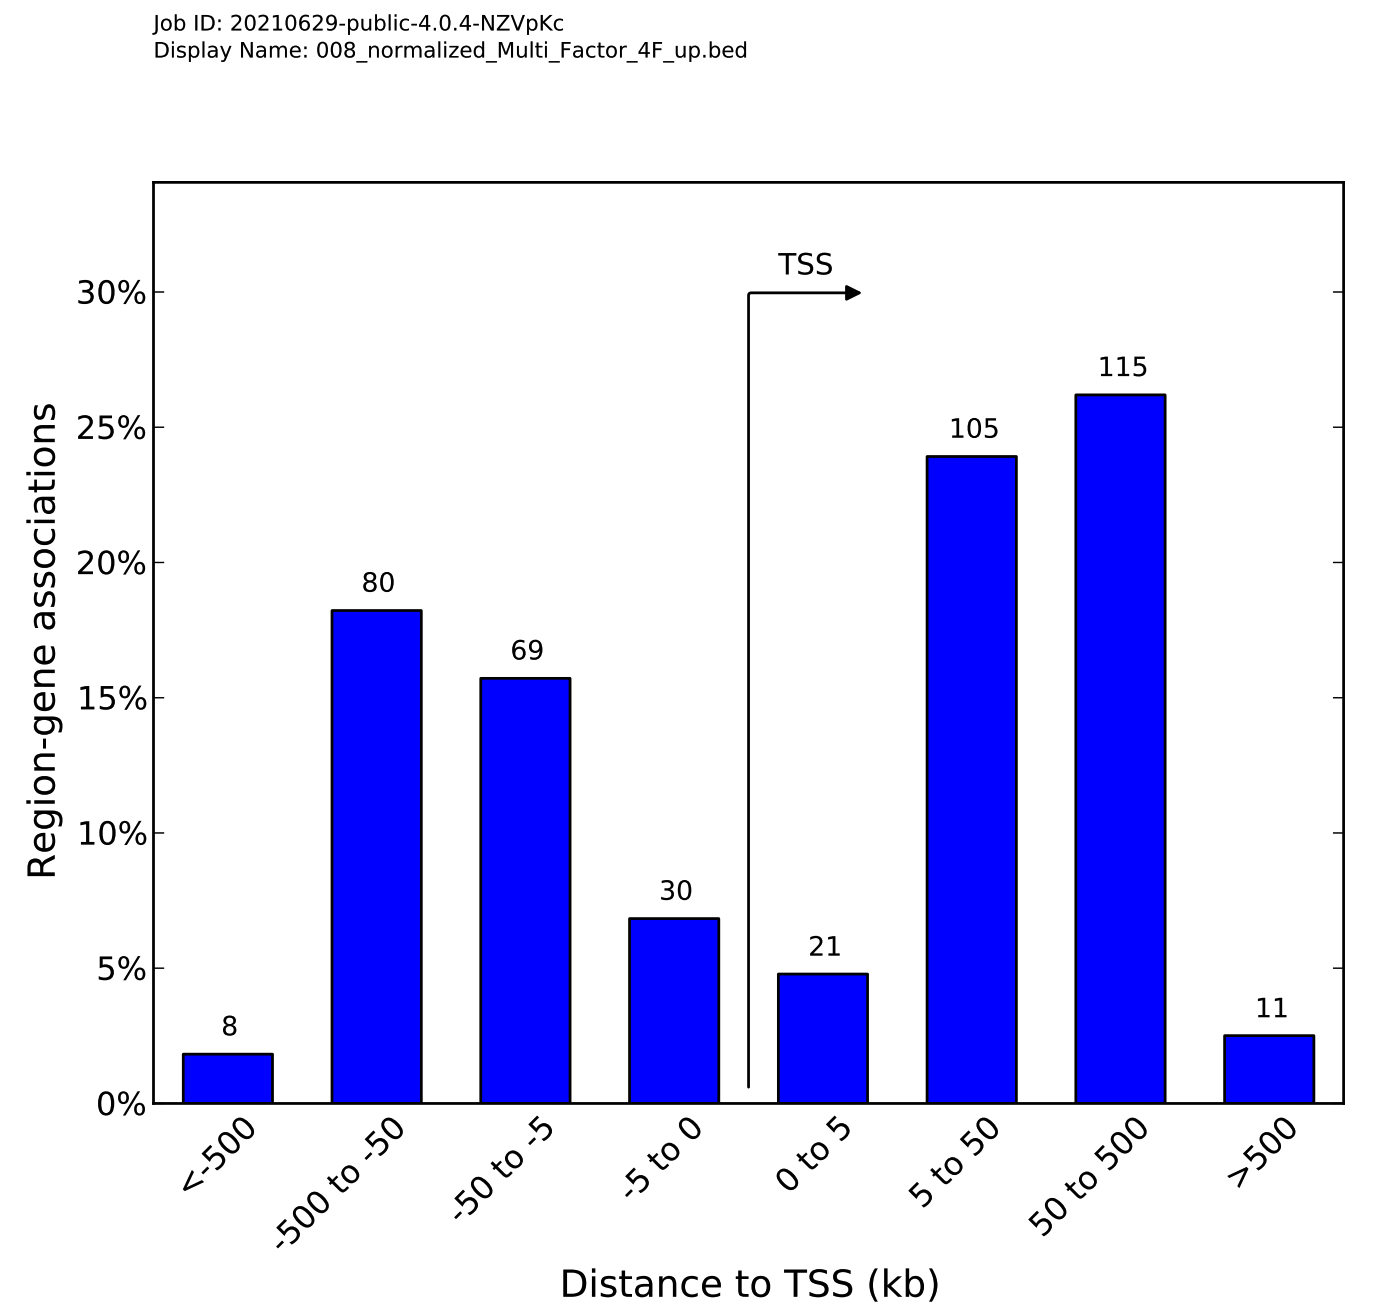 Job ID: 20210629-public-4.0.4-NZVpKc
Display Name: 008_normalized_Multi_Factor_4F_up.bed
TSS
30%
25%
20%
15%
10%
5%
0%
Region-gene associations
8
80
69
30
21
105
115
11
<-500
-500 to -50
-50 to -5
-5 to 0
0 to 5
5 to 50
50 to 500
>500
Distance to TSS (kb)